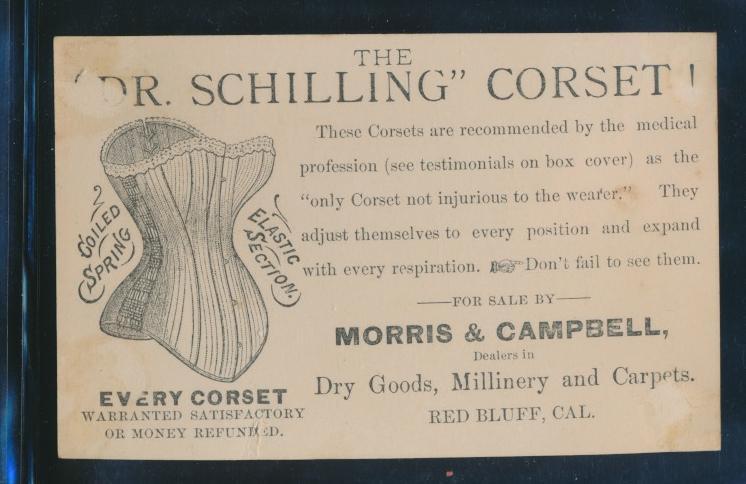 THE
"DR. SCHILLING" CORSET!
These Corsets are recommended by the medical
profession (see testimonials on box cover) as the
"only Corset not injurious to the wearer." They
adjust themselves to every position and expand
with every respiration. ☞Don't fail to see them.
COILED
SPRING
ELASTIC
SECTION.
—FOR SALE BY—
MORRIS & CAMPBELL,
Dealers in
Dry Goods, Millinery and Carpets.
RED BLUFF, CAL.
EVERY CORSET
WARRANTED SATISFACTORY
OR MONEY REFUNDED.